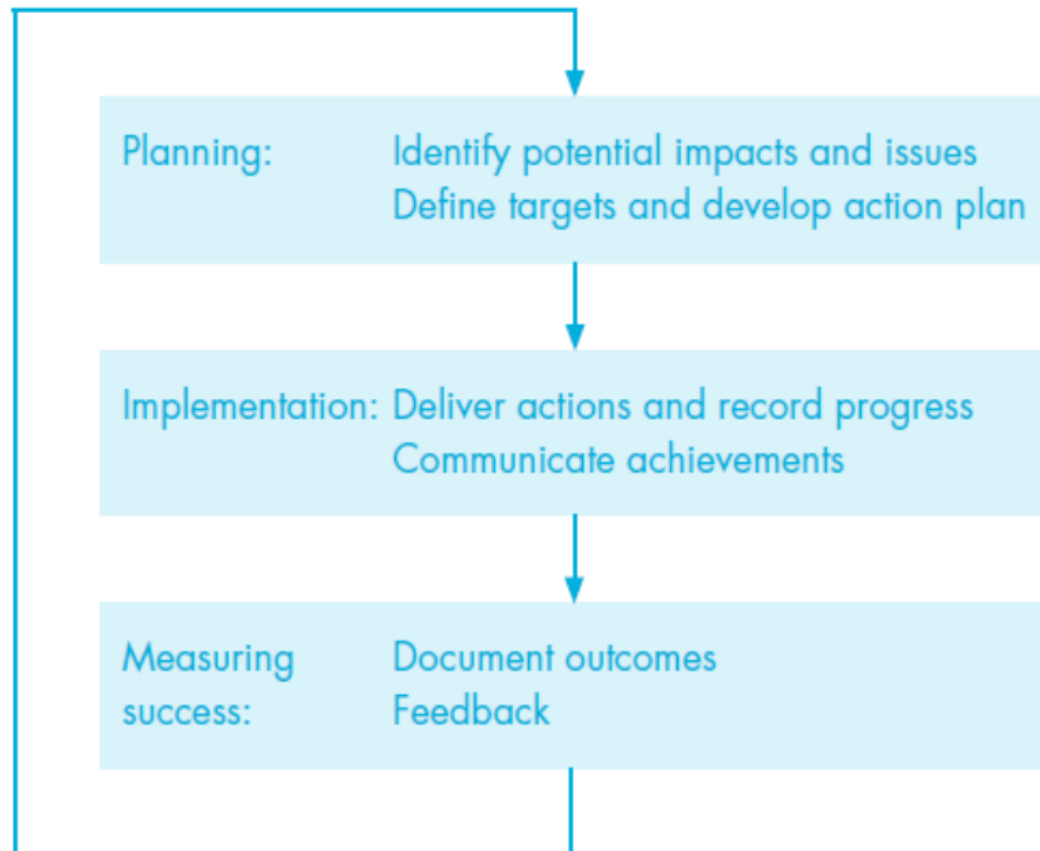 Planning: Identify potential impacts and issues
Define targets and develop action plan
Implementation: Deliver actions and record progress
Communicate achievements
Measuring Document outcomes
success: Feedback